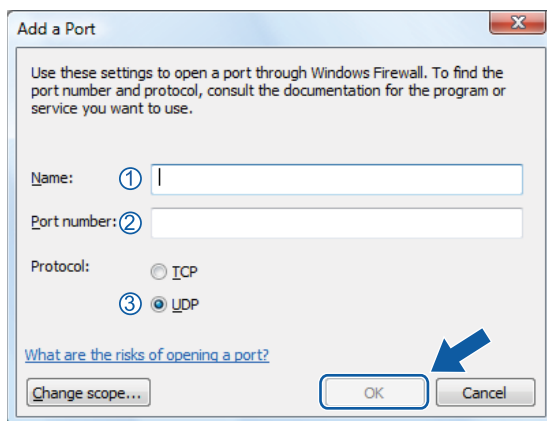 Add a Port
Use these settings to open a port through Windows Firewall. To find the
port number and protocol, consult the documentation for the program or
service you want to use.
Name: ①
Port number: ②
Protocol: TCP
③ UDP
What are the risks of opening a port?
Change scope... OK Cancel